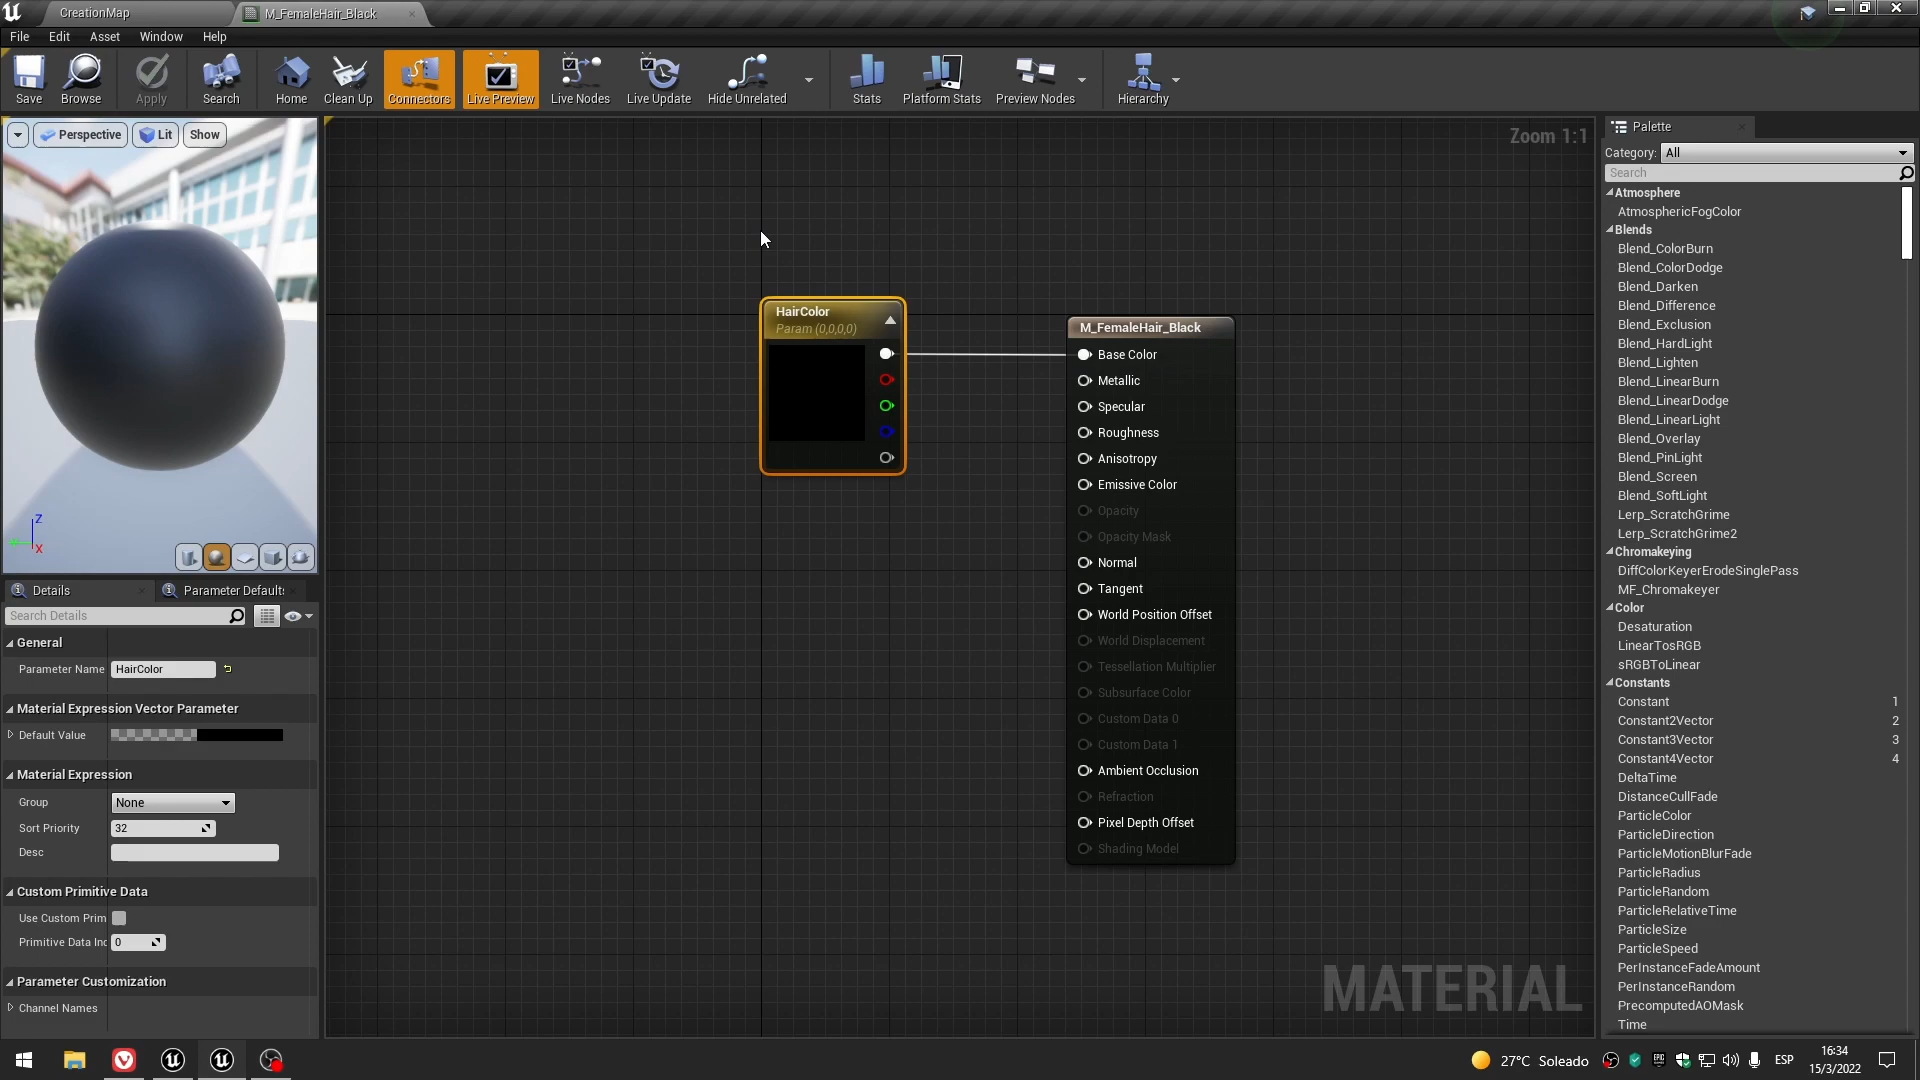 CreationMap
M_FemaleHair_Black
File
Edit
Asset
Window
Help
Save
Browse
Apply
Search
Home
Clean Up
Connectors
Live Preview
Live Nodes
Live Update
Hide Unrelated
Stats
Platform Stats
Preview Nodes
Hierarchy
Perspective
Lit
Show
Z
X
Zoom 1:1
HairColor
Param (0,0,0,0)
M_FemaleHair_Black
Base Color
Metallic
Specular
Roughness
Anisotropy
Emissive Color
Opacity
Opacity Mask
Normal
Tangent
World Position Offset
World Displacement
Tessellation Multiplier
Subsurface Color
Custom Data 0
Custom Data 1
Ambient Occlusion
Refraction
Pixel Depth Offset
Shading Model
MATERIAL
Details
Parameter Defaults
Search Details
General
Parameter Name
HairColor
Material Expression Vector Parameter
Default Value
Material Expression
Group
None
Sort Priority
32
Desc
Custom Primitive Data
Use Custom Prim
Primitive Data Inc
0
Parameter Customization
Channel Names
Palette
Category:
All
Search
Atmosphere
AtmosphericFogColor
Blends
Blend_ColorBurn
Blend_ColorDodge
Blend_Darken
Blend_Difference
Blend_Exclusion
Blend_HardLight
Blend_Lighten
Blend_LinearBurn
Blend_LinearDodge
Blend_LinearLight
Blend_Overlay
Blend_PinLight
Blend_Screen
Blend_SoftLight
Lerp_ScratchGrime
Lerp_ScratchGrime2
Chromakeying
DiffColorKeyerErodeSinglePass
MF_Chromakeyer
Color
Desaturation
LinearTosRGB
sRGBToLinear
Constants
Constant 1
Constant2Vector 2
Constant3Vector 3
Constant4Vector 4
DeltaTime
DistanceCullFade
ParticleColor
ParticleDirection
ParticleMotionBlurFade
ParticleRadius
ParticleRandom
ParticleRelativeTime
ParticleSize
ParticleSpeed
PerInstanceFadeAmount
PerInstanceRandom
PrecomputedAOMask
Time
27°C Soleado
ESP
16:34
15/3/2022